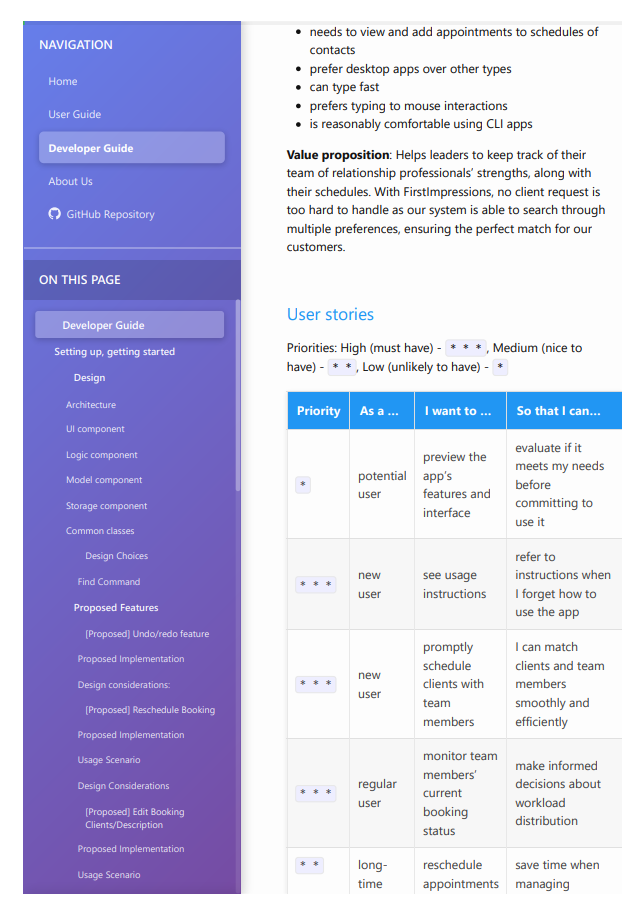 NAVIGATION
Home
User Guide
Developer Guide
About Us
GitHub Repository
ON THIS PAGE
Developer Guide
Setting up, getting started
Design
Architecture
UI component
Logic component
Model component
Storage component
Common classes
Design Choices
Find Command
Proposed Features
[Proposed] Undo/redo feature
Proposed Implementation
Design considerations:
[Proposed] Reschedule Booking
Proposed Implementation
Usage Scenario
Design Considerations
[Proposed] Edit Booking
Clients/Description
Proposed Implementation
Usage Scenario
• needs to view and add appointments to schedules of
contacts
• prefer desktop apps over other types
• can type fast
• prefers typing to mouse interactions
• is reasonably comfortable using CLI apps
Value proposition: Helps leaders to keep track of their
team of relationship professionals’ strengths, along with
their schedules. With FirstImpressions, no client request is
too hard to handle as our system is able to search through
multiple preferences, ensuring the perfect match for our
customers.
User stories
Priorities: High (must have) - * * *, Medium (nice to
have) - * *, Low (unlikely to have) - *
Priority As a … I want to … So that I can…
*
potential
user
preview the
app’s
features and
interface
evaluate if it
meets my needs
before
committing to
use it
* * *
new
user
see usage
instructions
refer to
instructions when
I forget how to
use the app
* * *
new
user
promptly
schedule
clients with
team
members
I can match
clients and team
members
smoothly and
efficiently
* * *
regular
user
monitor team
members’
current
booking
status
make informed
decisions about
workload
distribution
* *
long-
time
reschedule
appointments
save time when
managing